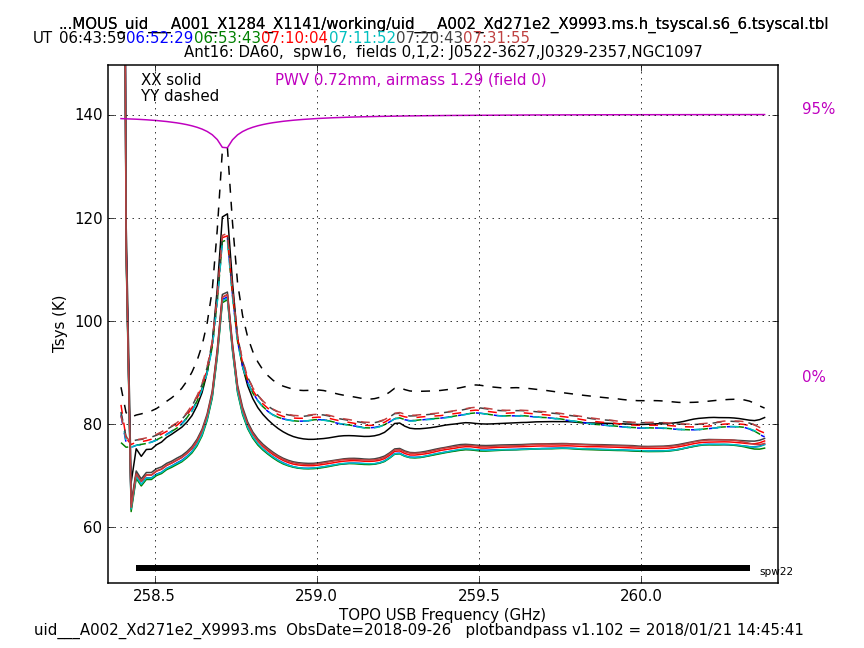 ...MOUS_uid___A001_X1284_X1141/working/uid___A002_Xd271e2_X9993.ms.h_tsyscal.s6_6.tsyscal.tbl
UT 06:43:59 06:52:29 06:53:43 07:10:04 07:11:52 07:20:43 07:31:55
Ant16: DA60, spw16, fields 0,1,2: J0522-3627,J0329-2357,NGC1097
XX solid PWV 0.72mm, airmass 1.29 (field 0)
YY dashed
95%
140
120
100
80
60
0%
Tsys (K)
spw22
258.5 259.0 259.5 260.0
TOPO USB Frequency (GHz)
uid___A002_Xd271e2_X9993.ms ObsDate=2018-09-26 plotbandpass v1.102 = 2018/01/21 14:45:41